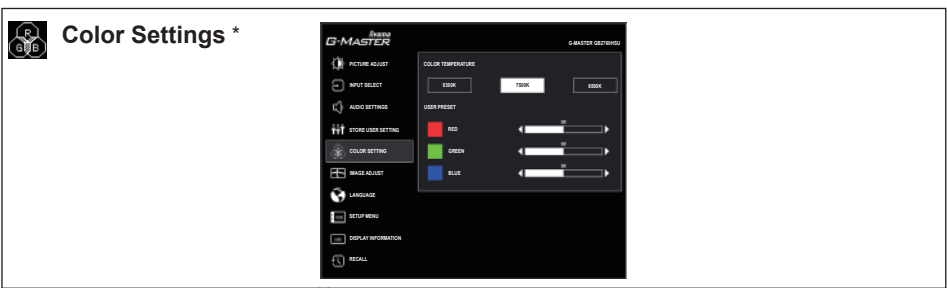 R
G B
Color Settings *
iiyama
G-MASTER
G-MASTER GB2760HSU
PICTURE ADJUST
INPUT SELECT
AUDIO SETTINGS
STORE USER SETTING
COLOR SETTING
IMAGE ADJUST
LANGUAGE
SETUP MENU
DISPLAY INFORMATION
RECALL
COLOR TEMPERATURE
9300K 7500K 6500K
USER PRESET
RED
GREEN
BLUE